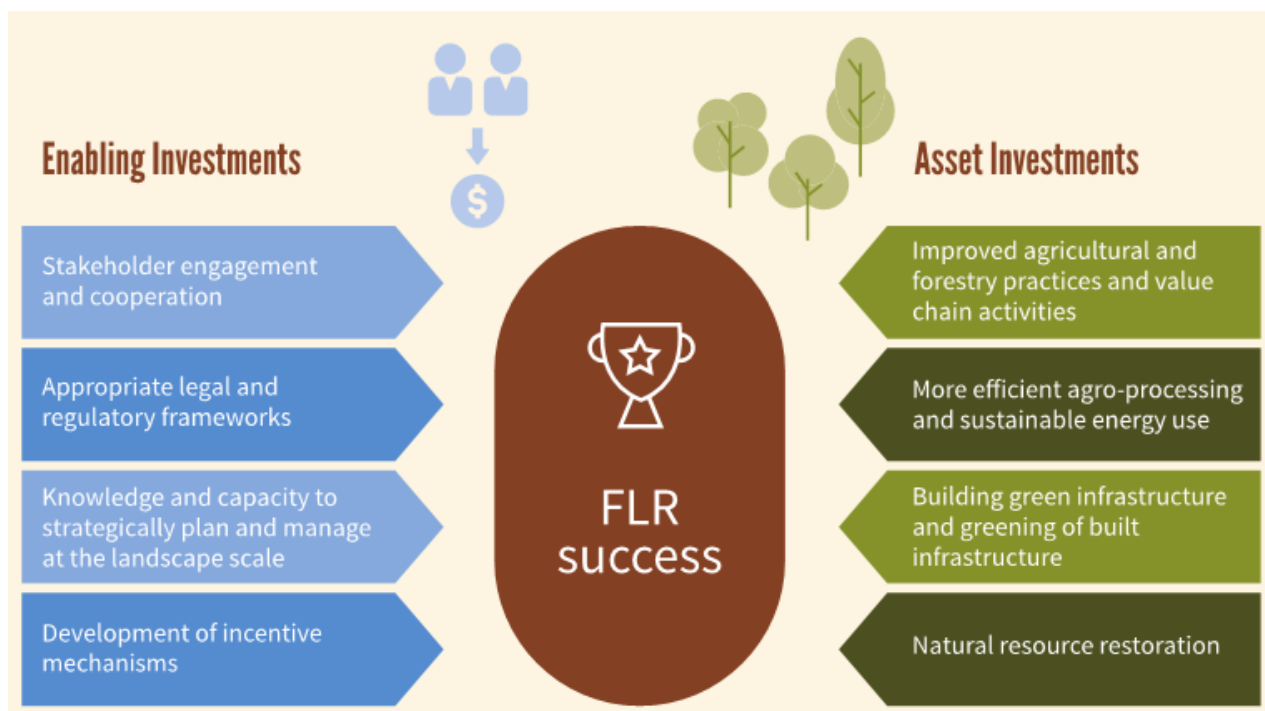 Enabling Investments
Stakeholder engagement
and cooperation
Appropriate legal and
regulatory frameworks
Knowledge and capacity to
strategically plan and manage
at the landscape scale
Development of incentive
mechanisms
$
FLR
success
Asset Investments
Improved agricultural and
forestry practices and value
chain activities
More efficient agro-processing
and sustainable energy use
Building green infrastructure
and greening of built
infrastructure
Natural resource restoration